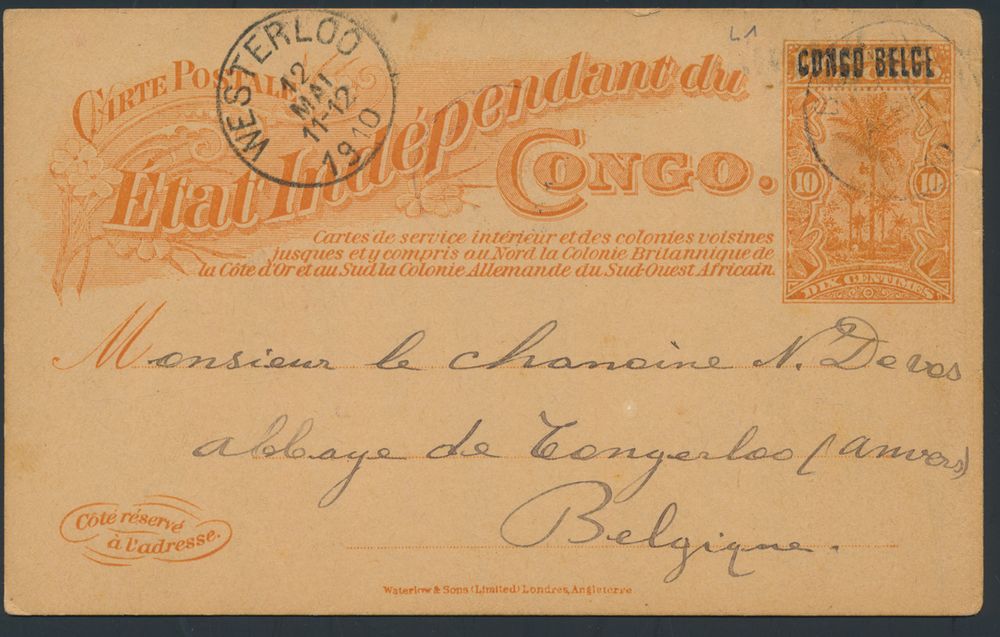 L1
CARTE POSTALE
État Indépendant du
CONGO.
WESTERLOO
12
MAI
11-12
1910
CONGO BELGE
10 10
DIX CENTIMES
Cartes de service intérieur et des colonies voisines
jusques et y compris au Nord la Colonie Britannique de
la Côte d'Or et au Sud la Colonie Allemande du Sud-Ouest Africain.
Monsieur le chanoine N. Devos
abbaye de Tongerloo (Anvers)
Belgique.
Côté réservé
à l'adresse.
Waterlow & Sons (Limited) Londres, Angleterre